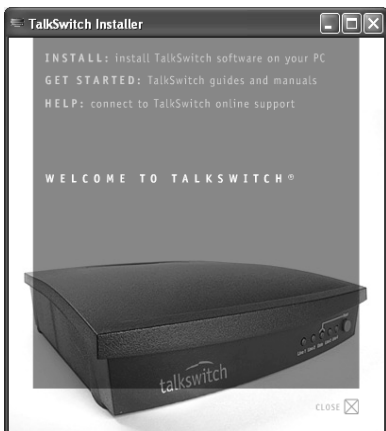 TalkSwitch Installer
INSTALL: install TalkSwitch software on your PC
GET STARTED: TalkSwitch guides and manuals
HELP: connect to TalkSwitch online support
WELCOME TO TALKSWITCH®
talkswitch
CLOSE